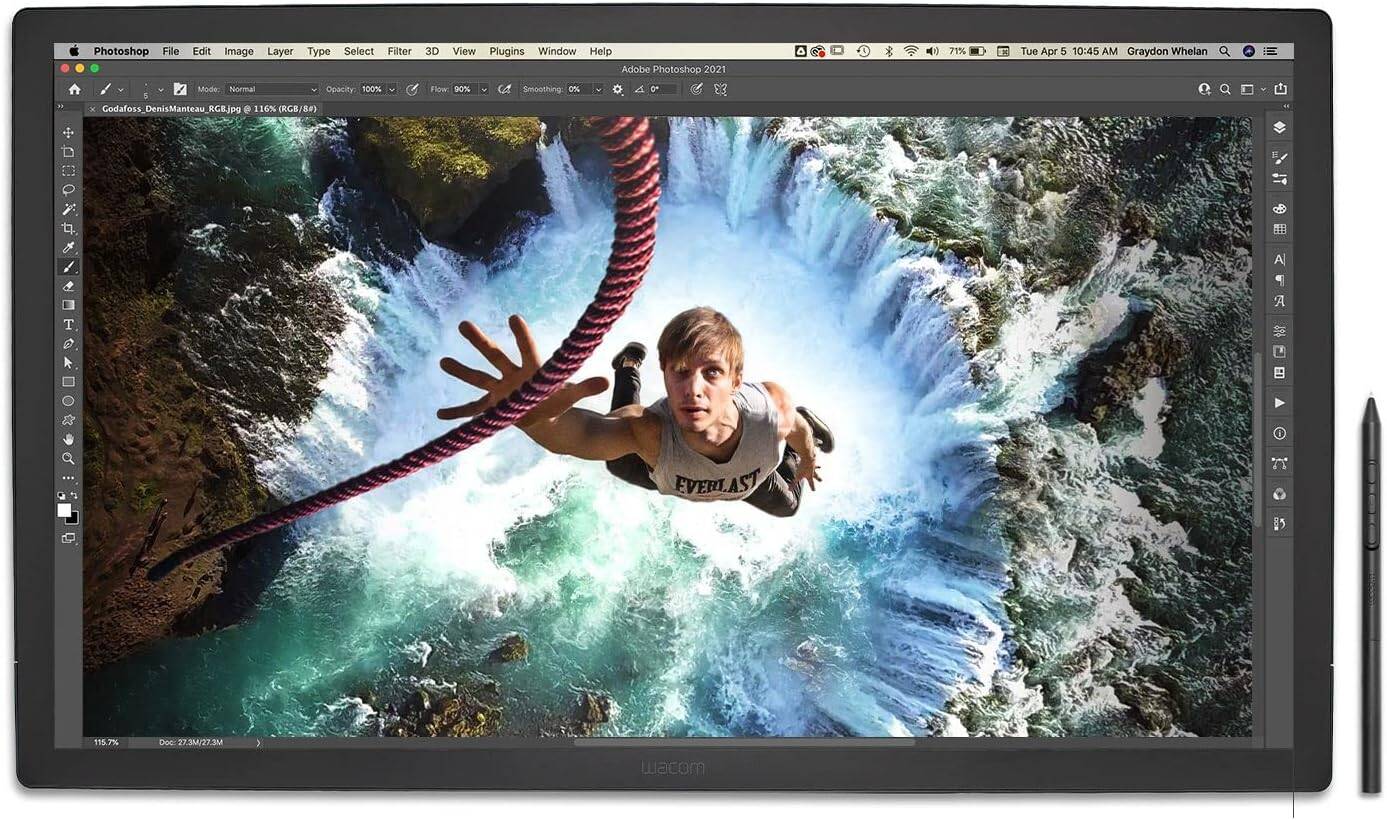 Photoshop File Edit Image Layer Type Select Filter 3D View Plugins Window Help 71% Tue Apr 5 10:45 AM Graydon Whelan
Adobe Photoshop 2021
5 Mode: Normal Opacity: 100% Flow: 90% Smoothing: 0% 0°
× Godafoss_DenisManteau_RGB.jpg @ 116% (RGB/8#)
EVERLAST
115.7% Doc: 27.3M/27.3M
wacom